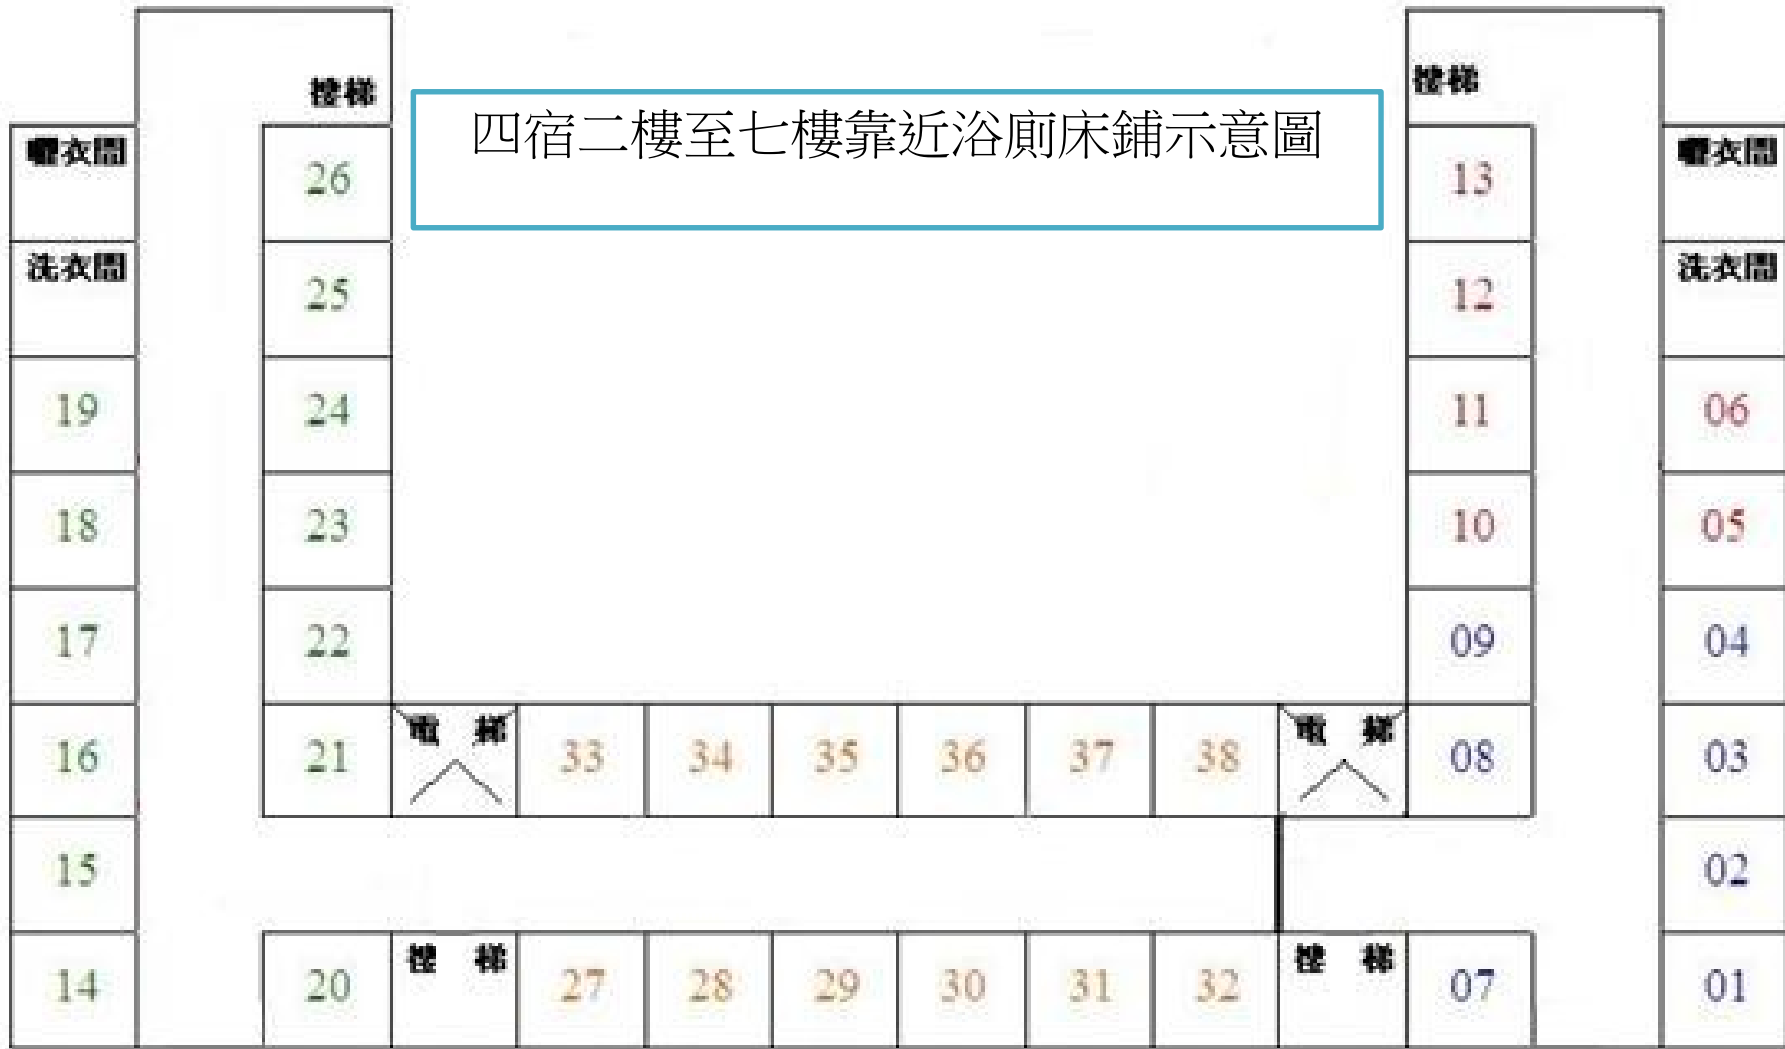 樓梯
樓梯
四宿二樓至七樓靠近浴廁床鋪示意圖
曬衣間 26 13 曬衣間
洗衣間 25 12 洗衣間
19 24 11 06
18 23 10 05
17 22 09 04
16 21 電梯 33 34 35 36 37 38 電梯 08 03
15 02
14 20 樓梯 27 28 29 30 31 32 樓梯 07 01